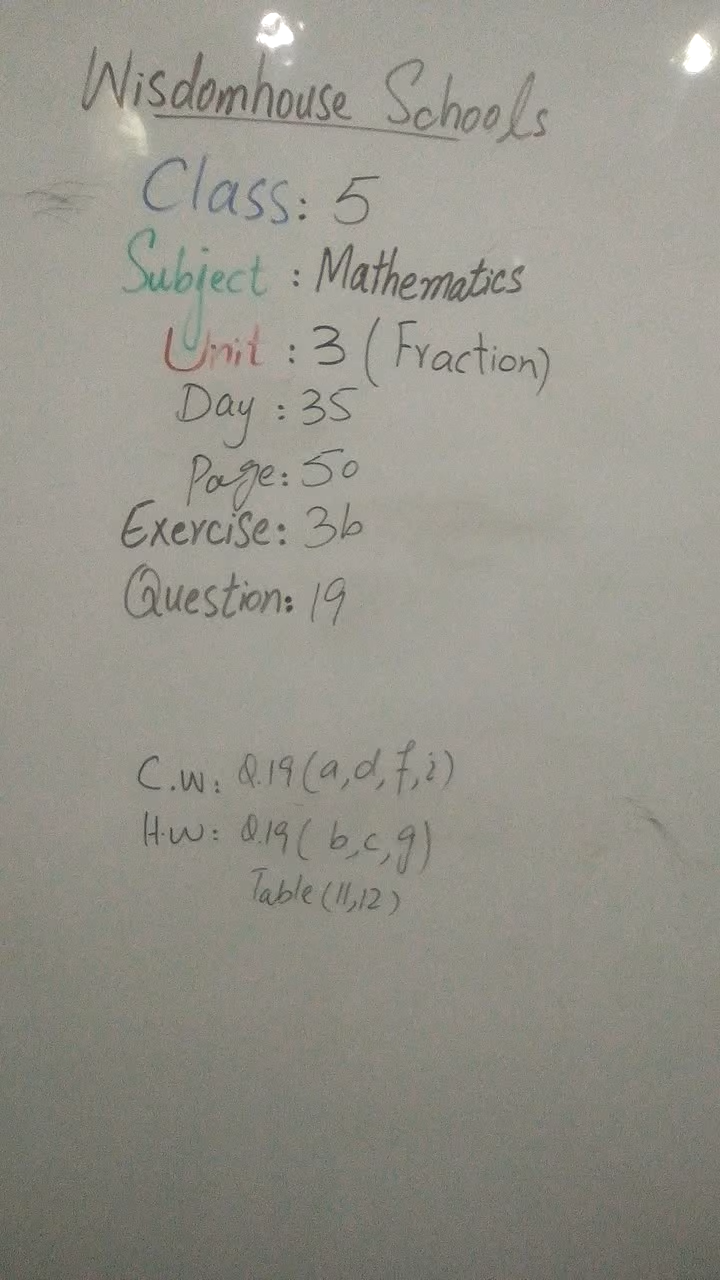 Wisdomhouse Schools
Class: 5
Subject : Mathematics
Unit : 3 (Fraction)
Day : 35
Page: 50
Exercise: 3b
Question: 19
C.W: Q.19(a,d,f,i)
H.W: Q.19( b,c,g)
Table(11,12)